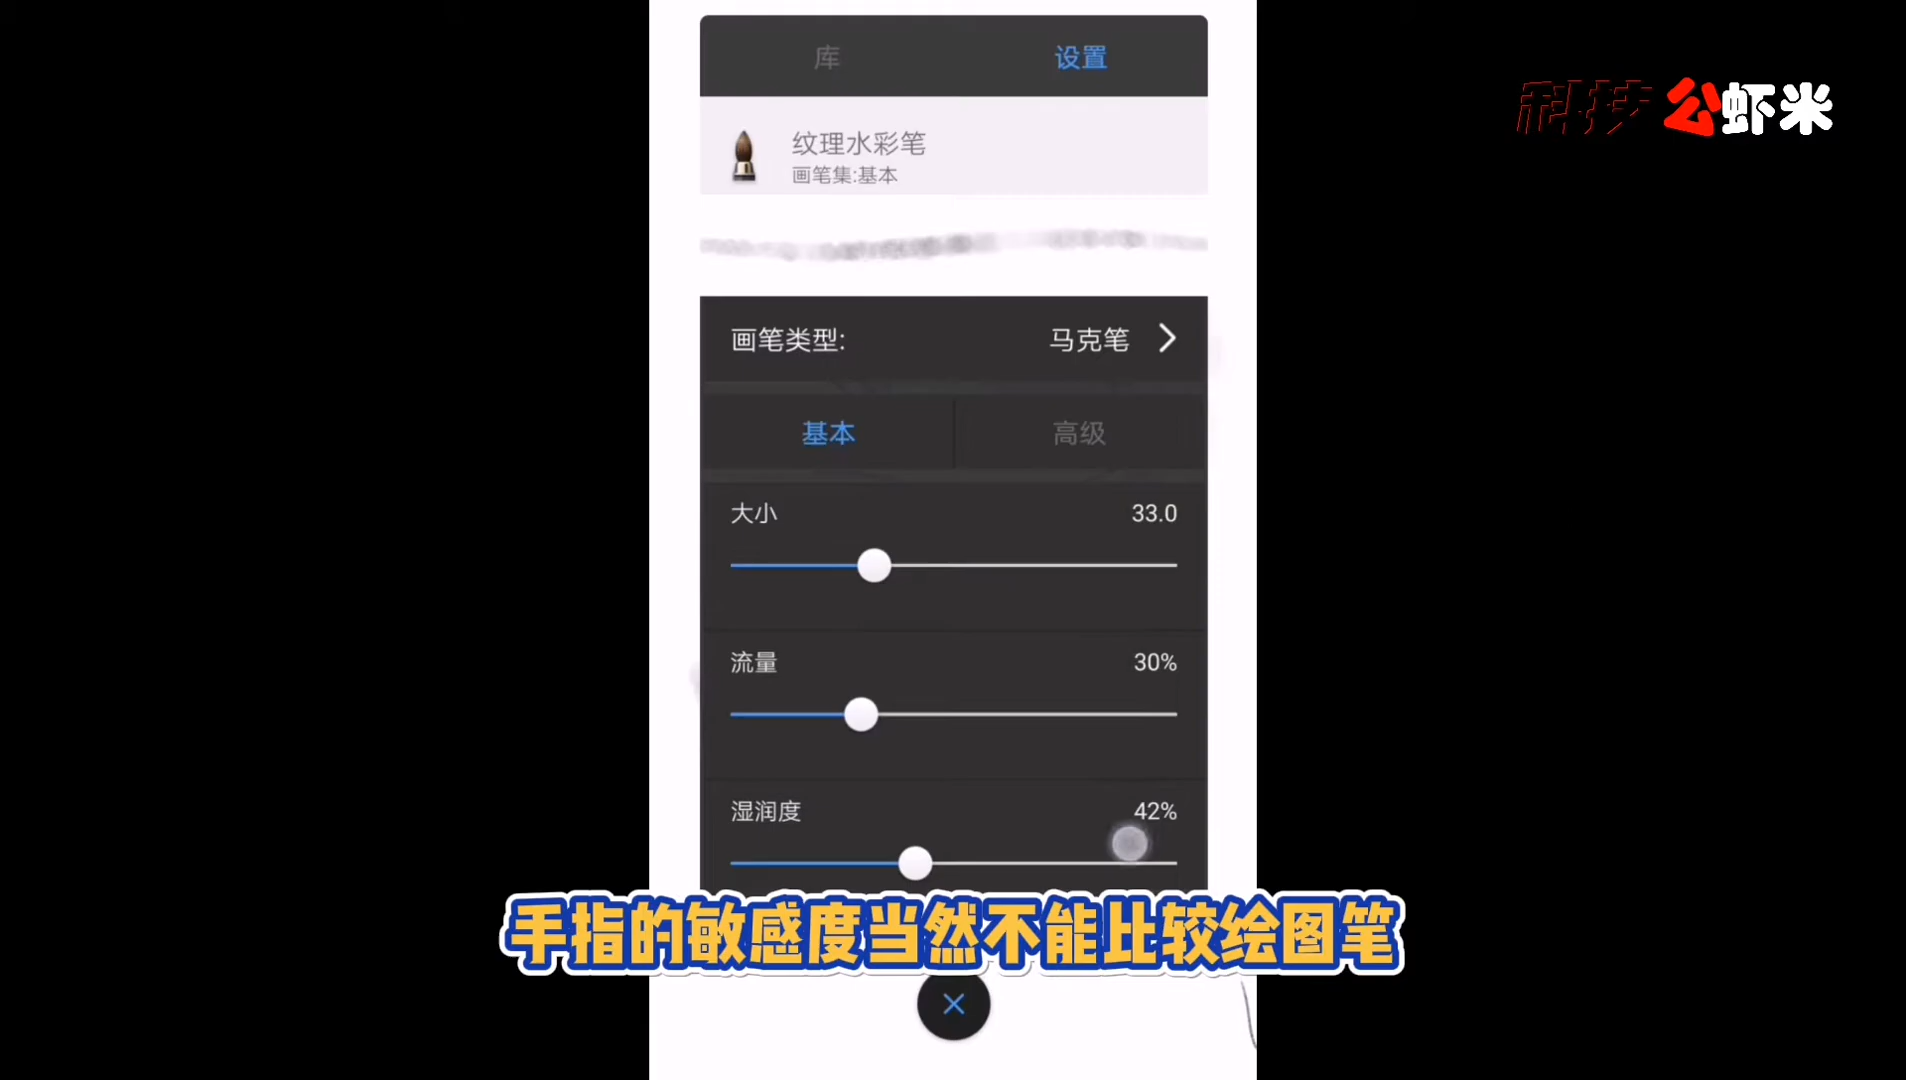 库 设置
科技公虾米
纹理水彩笔
画笔集:基本
画笔类型: 马克笔
基本 高级
大小 33.0
流量 30%
湿润度 42%
手指的敏感度当然不能比较绘图笔